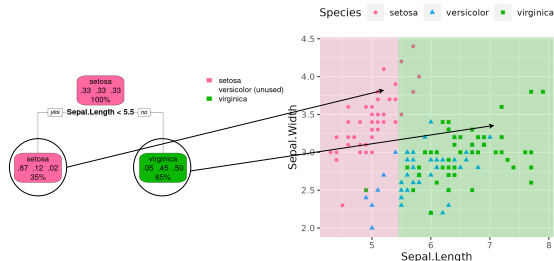 Species setosa versicolor virginica
setosa
.33 .33 .33
100%
yes Sepal.Length < 5.5 no
setosa
.87 .12 .02
35%
virginica
.05 .45 .50
65%
setosa
versicolor (unused)
virginica
Sepal.Width
4.5
4.0
3.5
3.0
2.5
2.0
5 6 7 8
Sepal.Length